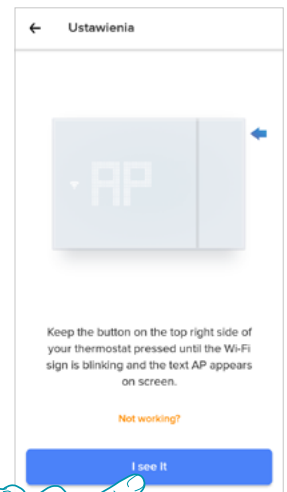 Ustawienia
AP
Keep the button on the top right side of
your thermostat pressed until the Wi-Fi
sign is blinking and the text AP appears
on screen.
Not working?
I see It